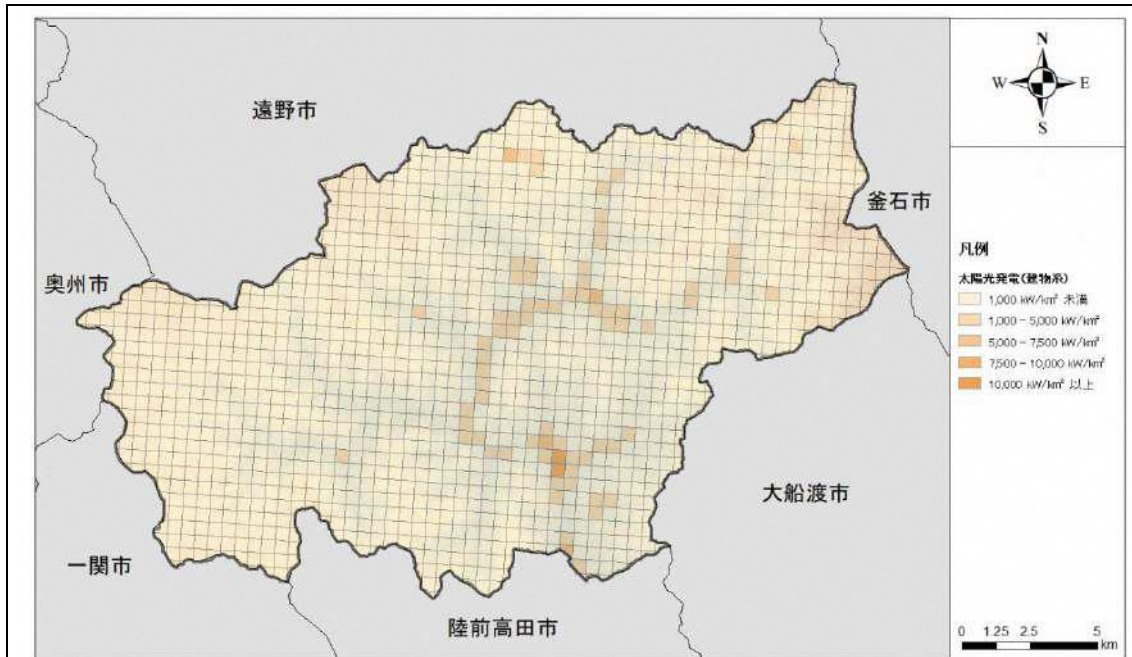 N
W E
S
遠野市
釜石市
奥州市
大船渡市
一関市
陸前高田市
凡例
太陽光発電(建物系)
1,000 kW/km² 未満
1,000 – 5,000 kW/km²
5,000 – 7,500 kW/km²
7,500 – 10,000 kW/km²
10,000 kW/km² 以上
0 1.25 2.5 5
km